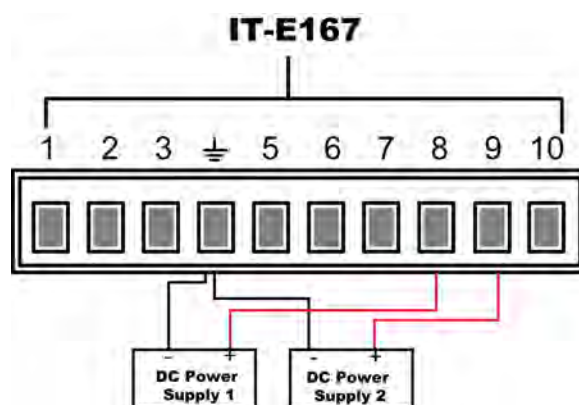 IT-E167
1 2 3 ⏚ 5 6 7 8 9 10
- + - +
DC Power
Supply 1
DC Power
Supply 2